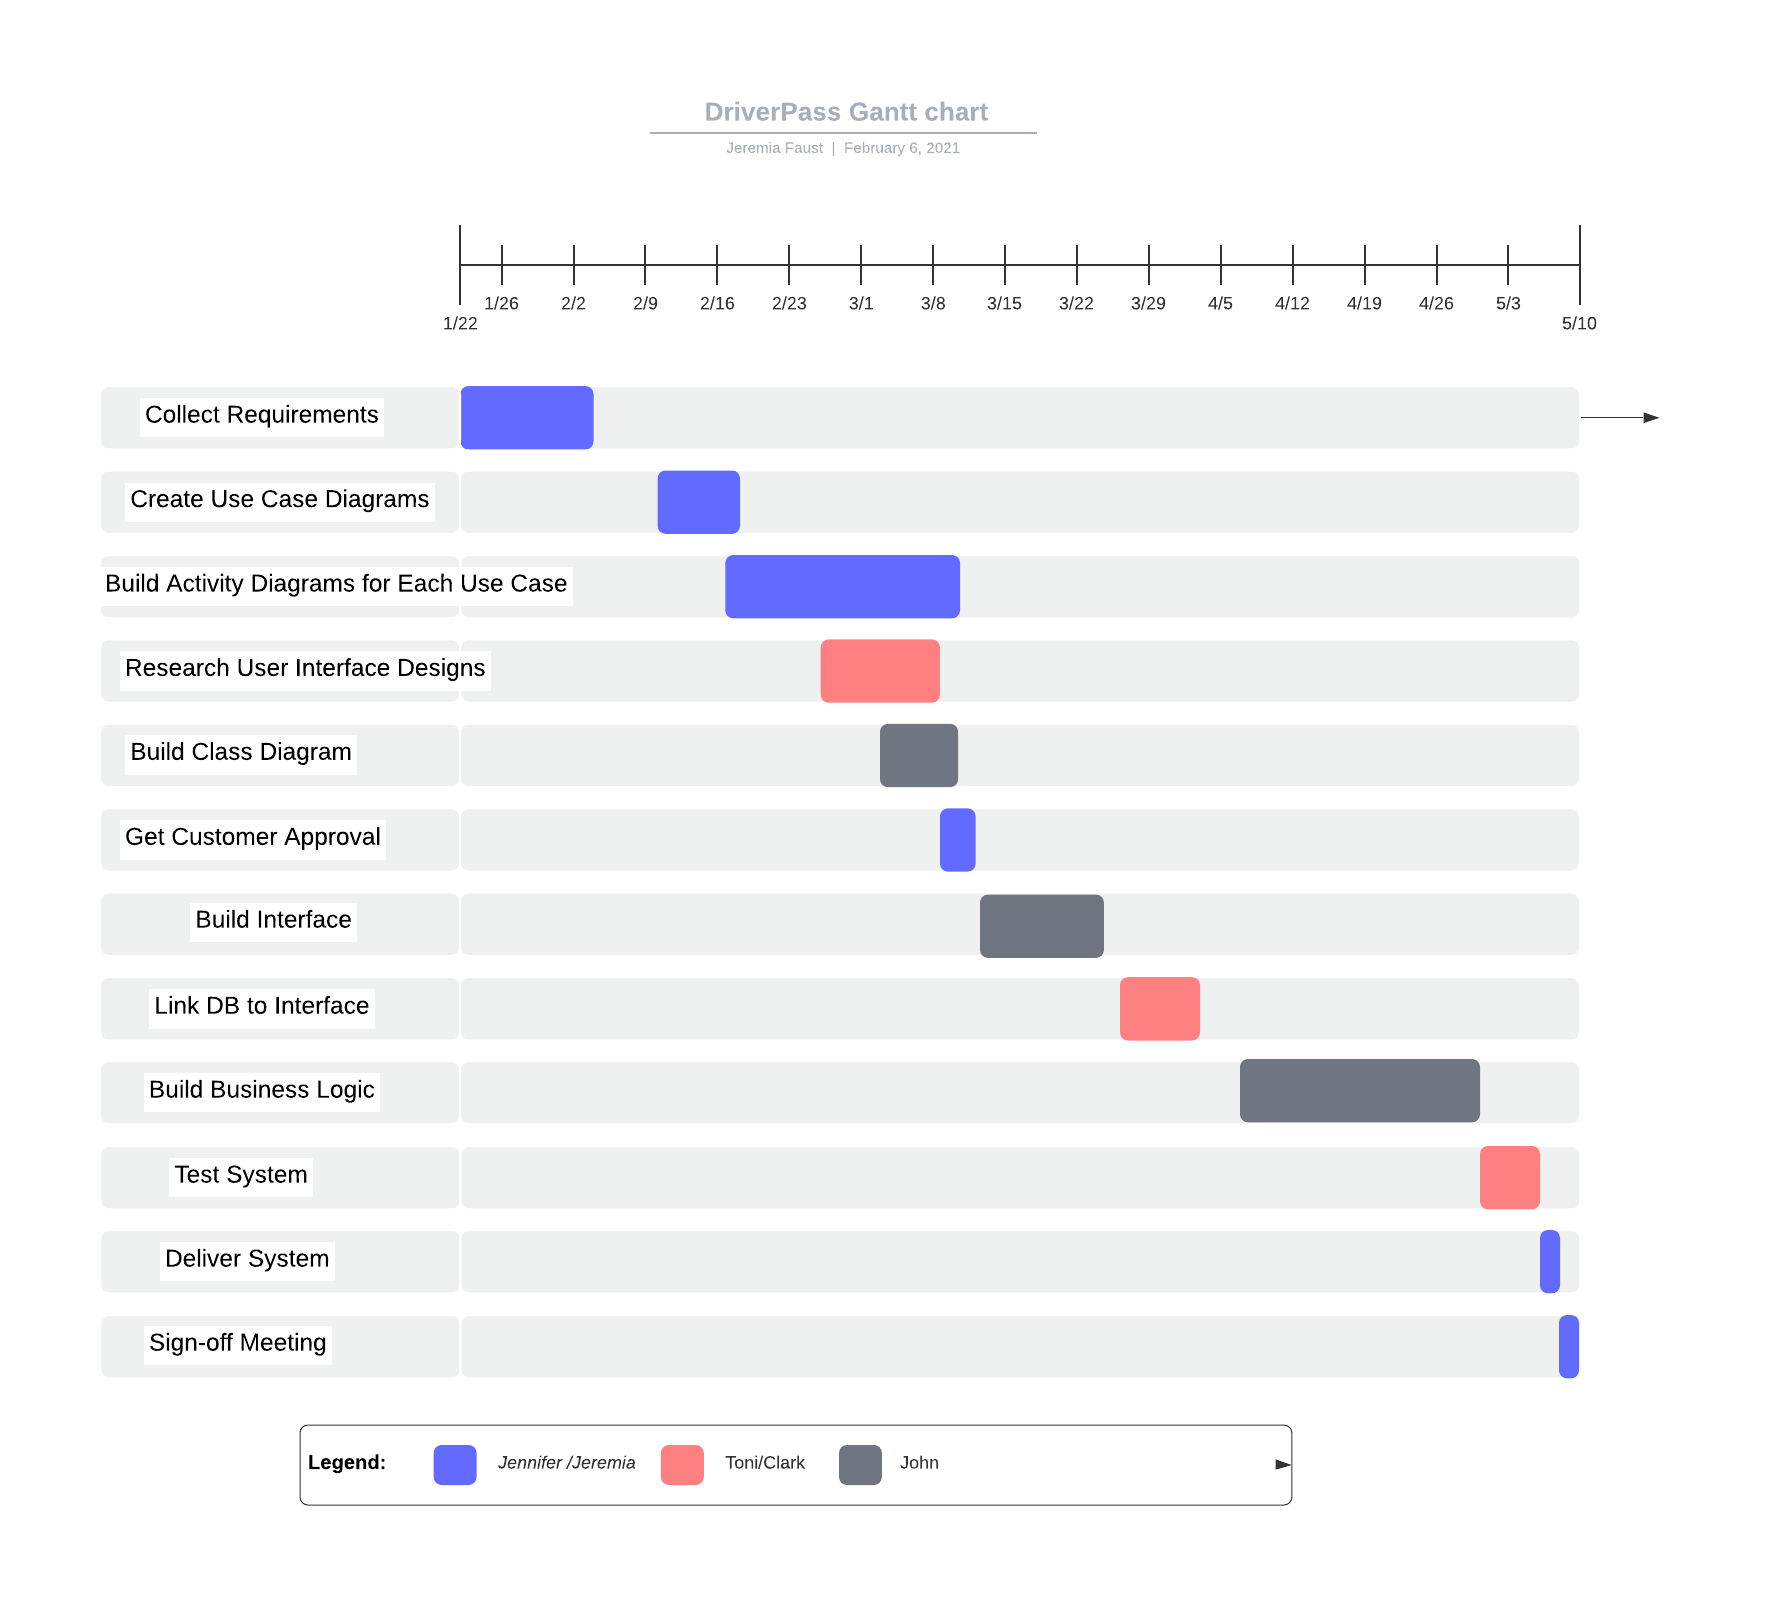 DriverPass Gantt chart
Jeremia Faust | February 6, 2021
1/26 2/2 2/9 2/16 2/23 3/1 3/8 3/15 3/22 3/29 4/5 4/12 4/19 4/26 5/3
1/22 5/10
Collect Requirements
Create Use Case Diagrams
Build Activity Diagrams for Each Use Case
Research User Interface Designs
Build Class Diagram
Get Customer Approval
Build Interface
Link DB to Interface
Build Business Logic
Test System
Deliver System
Sign-off Meeting
Legend: Jennifer /Jeremia Toni/Clark John